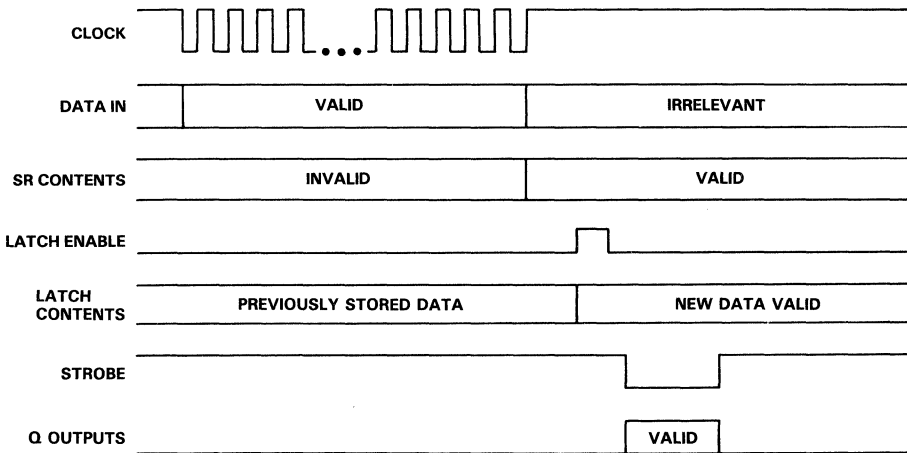 CLOCK
DATA IN
VALID
IRRELEVANT
SR CONTENTS
INVALID
VALID
LATCH ENABLE
LATCH
CONTENTS
PREVIOUSLY STORED DATA
NEW DATA VALID
STROBE
Q OUTPUTS
VALID